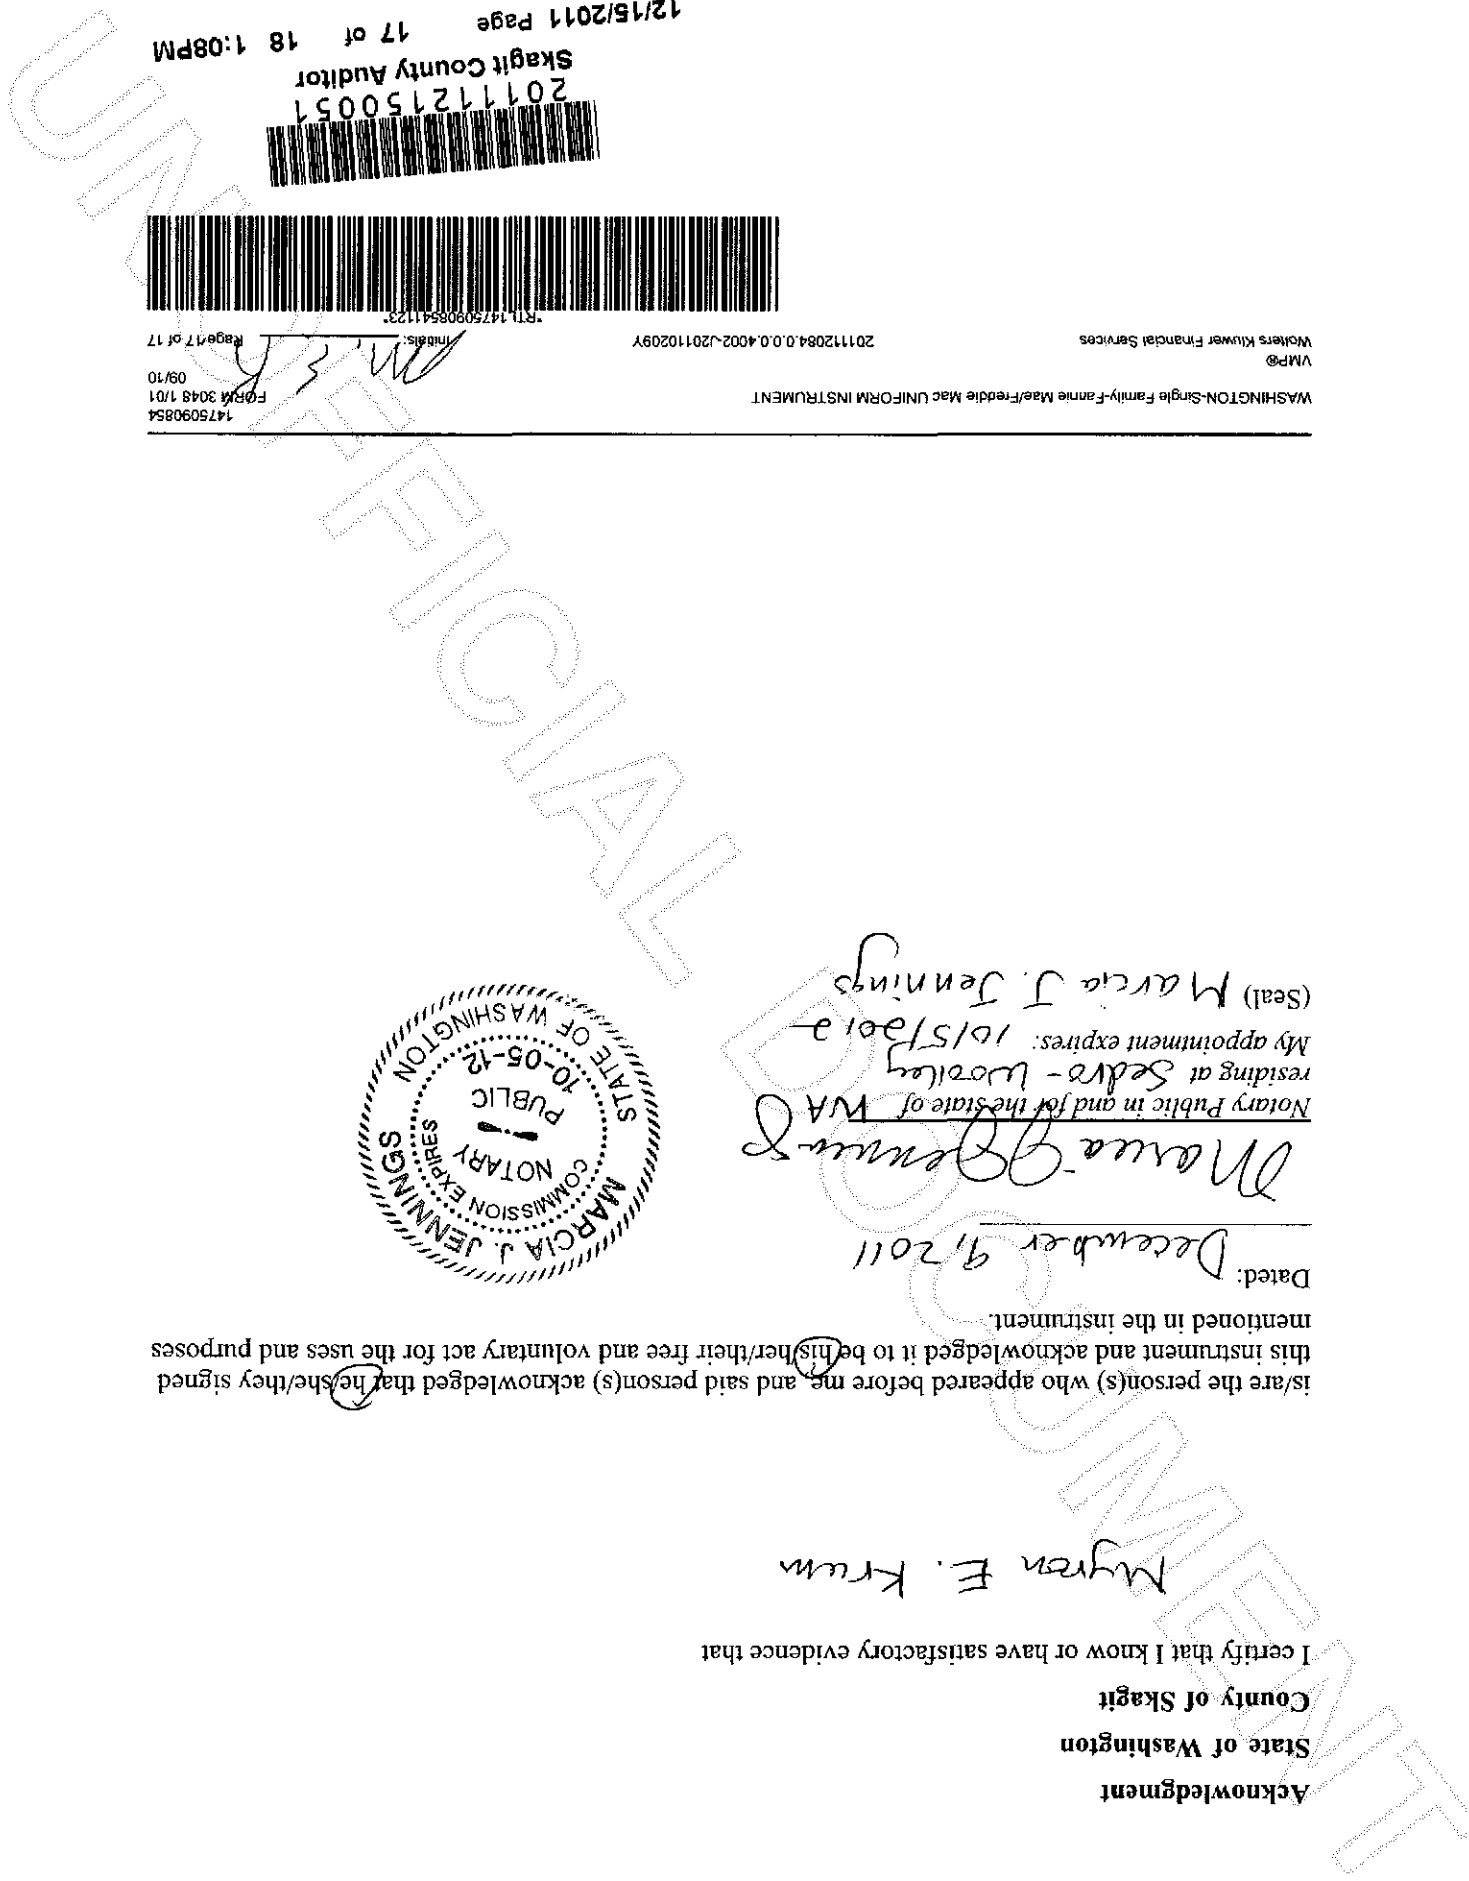 Acknowledgment
State of Washington
County of Skagit
I certify that I know or have satisfactory evidence that
Myron E. Krum
is/are the person(s) who appeared before me, and said person(s) acknowledged that he/she/they signed
this instrument and acknowledged it to be his/her/their free and voluntary act for the uses and purposes
mentioned in the instrument.
Dated: December 9, 2011
Marcia J Jennings
Notary Public in and for the State of WA
residing at Sedro-Woolley
My appointment expires: 10/5/2012
(Seal) Marcia J. Jennings
MARCIA J. JENNINGS
COMMISSION EXPIRES
NOTARY
PUBLIC
10-05-12
STATE OF WASHINGTON
1475090854
WASHINGTON-Single Family-Fannie Mae/Freddie Mac UNIFORM INSTRUMENT
FORM 3048 1/01
09/10
VMP®
Wolters Kluwer Financial Services
201112084.0.0.0.4002-J20110209Y
Initials: M E K
Page 17 of 17
*RTL14750908541123*
201112150051
Skagit County Auditor
12/15/2011 Page 17 of 18 1:08PM
UNOFFICIAL DOCUMENT